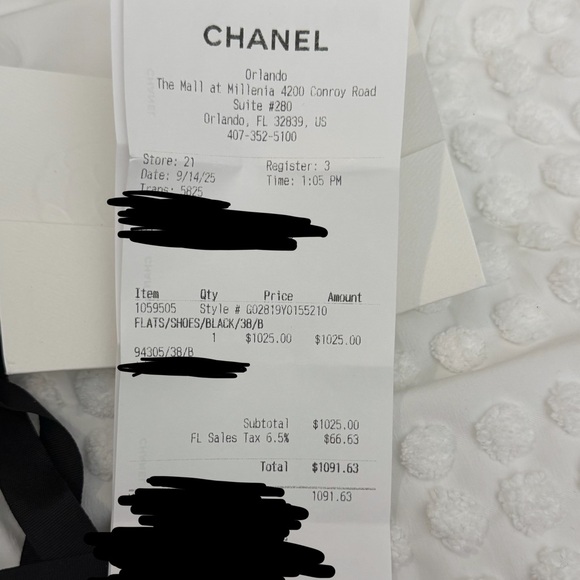 CHANEL
Orlando
The Mall at Millenia 4200 Conroy Road
Suite #280
Orlando, FL 32839, US
407-352-5100
Store: 21 Register: 3
Date: 9/14/25 Time: 1:05 PM
Trans: 5825
Item Qty Price Amount
1059505 Style # G02819Y0155210
FLATS/SHOES/BLACK/38/B
1 $1025.00 $1025.00
94305/38/B
Subtotal $1025.00
FL Sales Tax 6.5% $66.63
Total $1091.63
1091.63